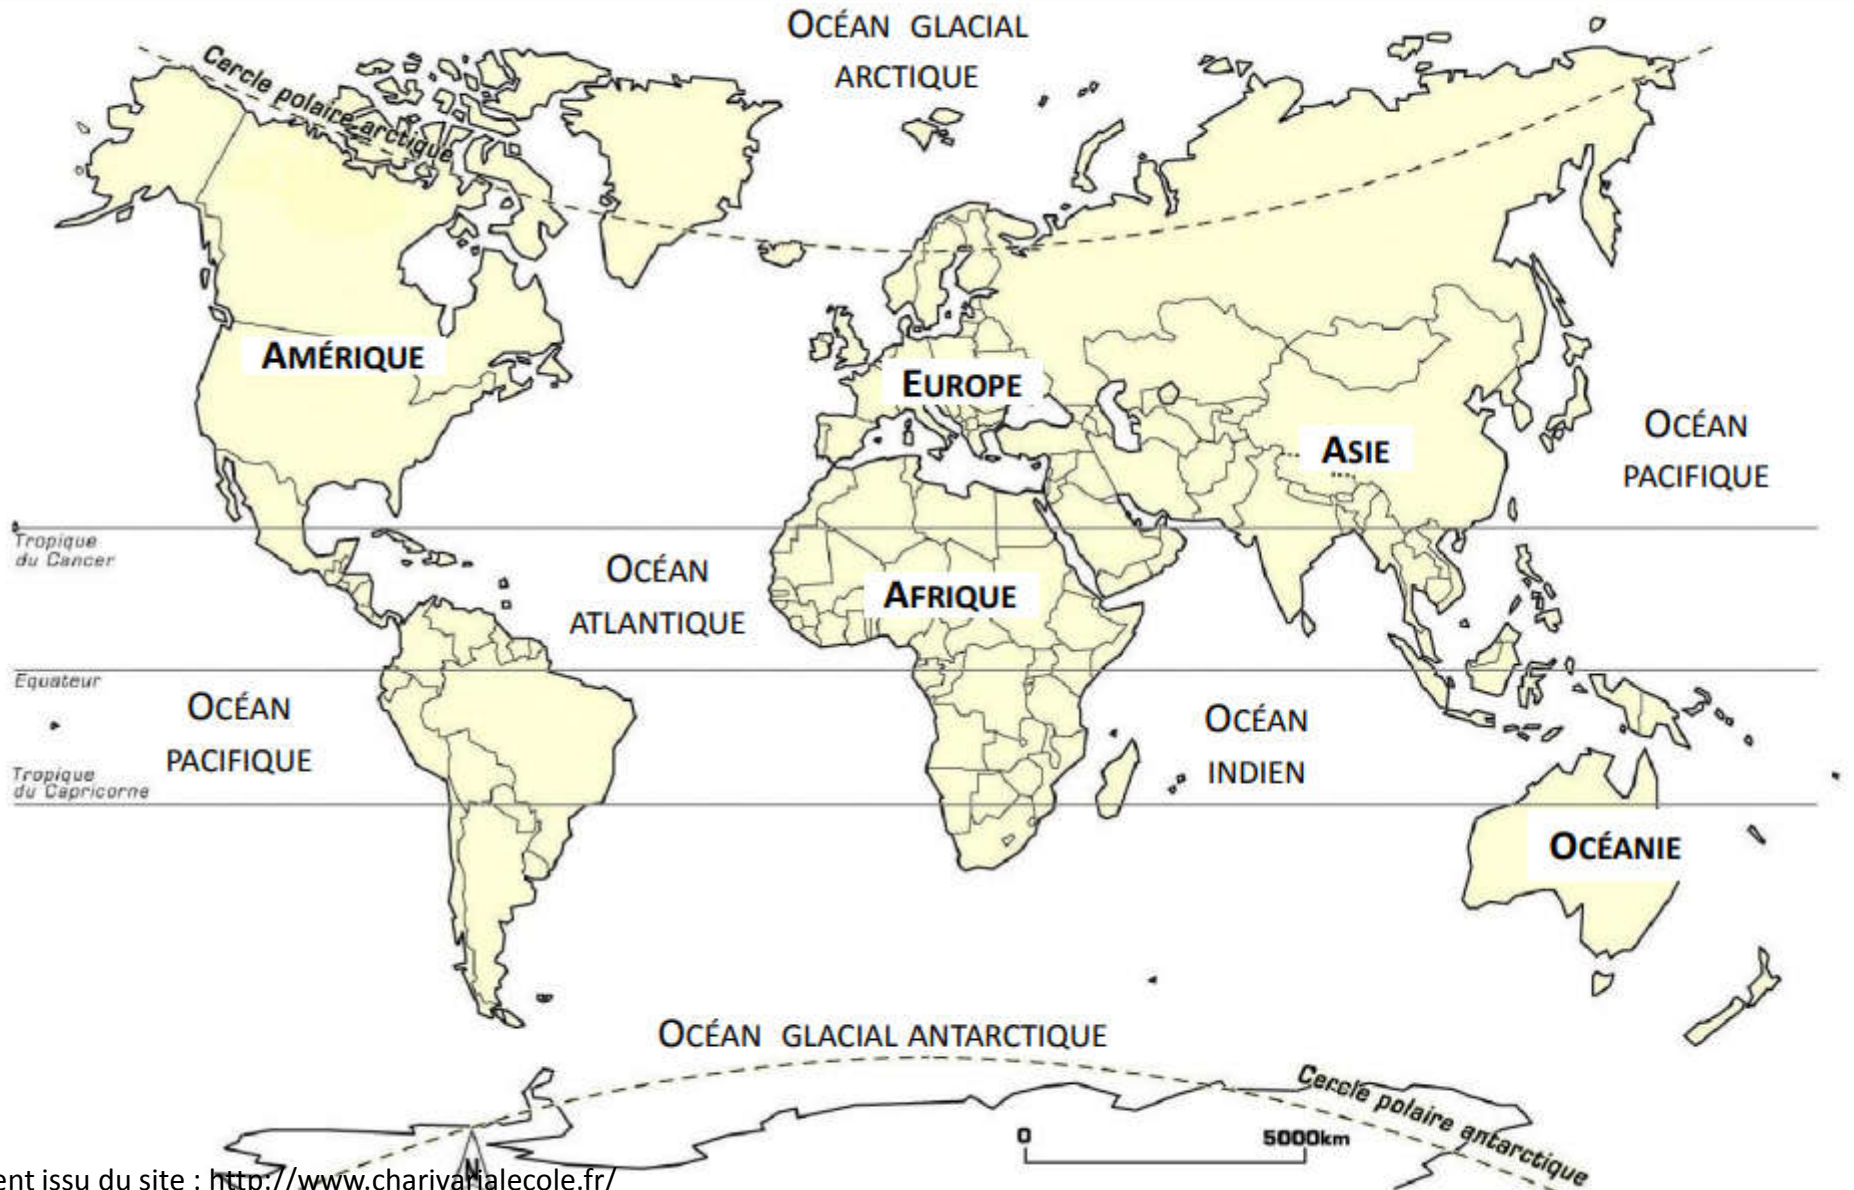 OCÉAN GLACIAL
ARCTIQUE
Cercle polaire arctique
AMÉRIQUE
EUROPE
ASIE
OCÉAN
PACIFIQUE
Tropique
du Cancer
OCÉAN
ATLANTIQUE
AFRIQUE
Equateur
OCÉAN
PACIFIQUE
OCÉAN
INDIEN
Tropique
du Capricorne
OCÉANIE
OCÉAN GLACIAL ANTARCTIQUE
Cercle polaire antarctique
0 5000km
N
ent issu du site : http://www.charivarialecole.fr/